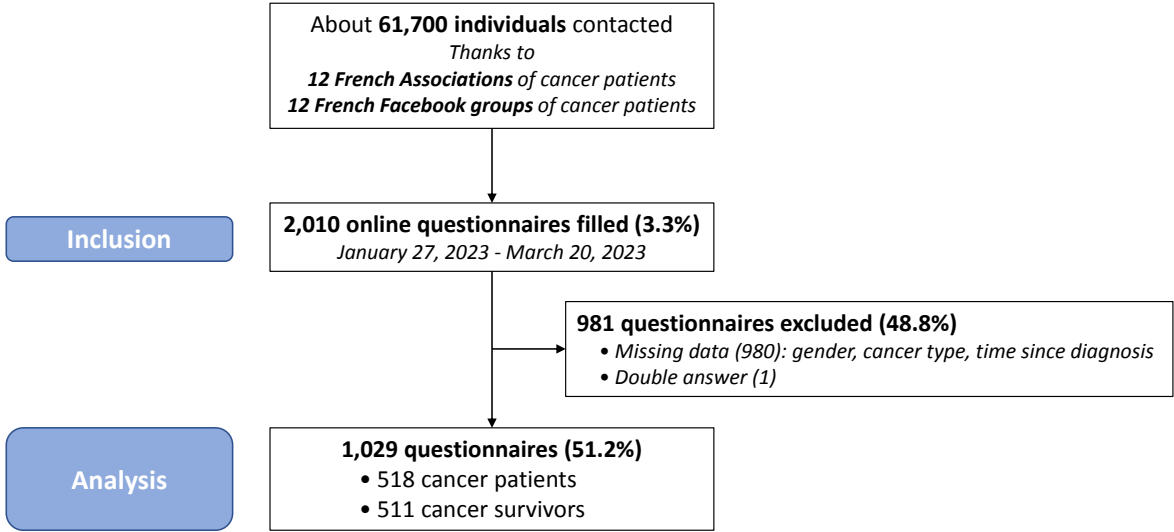 About 61,700 individuals contacted
Thanks to
12 French Associations of cancer patients
12 French Facebook groups of cancer patients
Inclusion
2,010 online questionnaires filled (3.3%)
January 27, 2023 - March 20, 2023
981 questionnaires excluded (48.8%)
• Missing data (980): gender, cancer type, time since diagnosis
• Double answer (1)
Analysis
1,029 questionnaires (51.2%)
• 518 cancer patients
• 511 cancer survivors